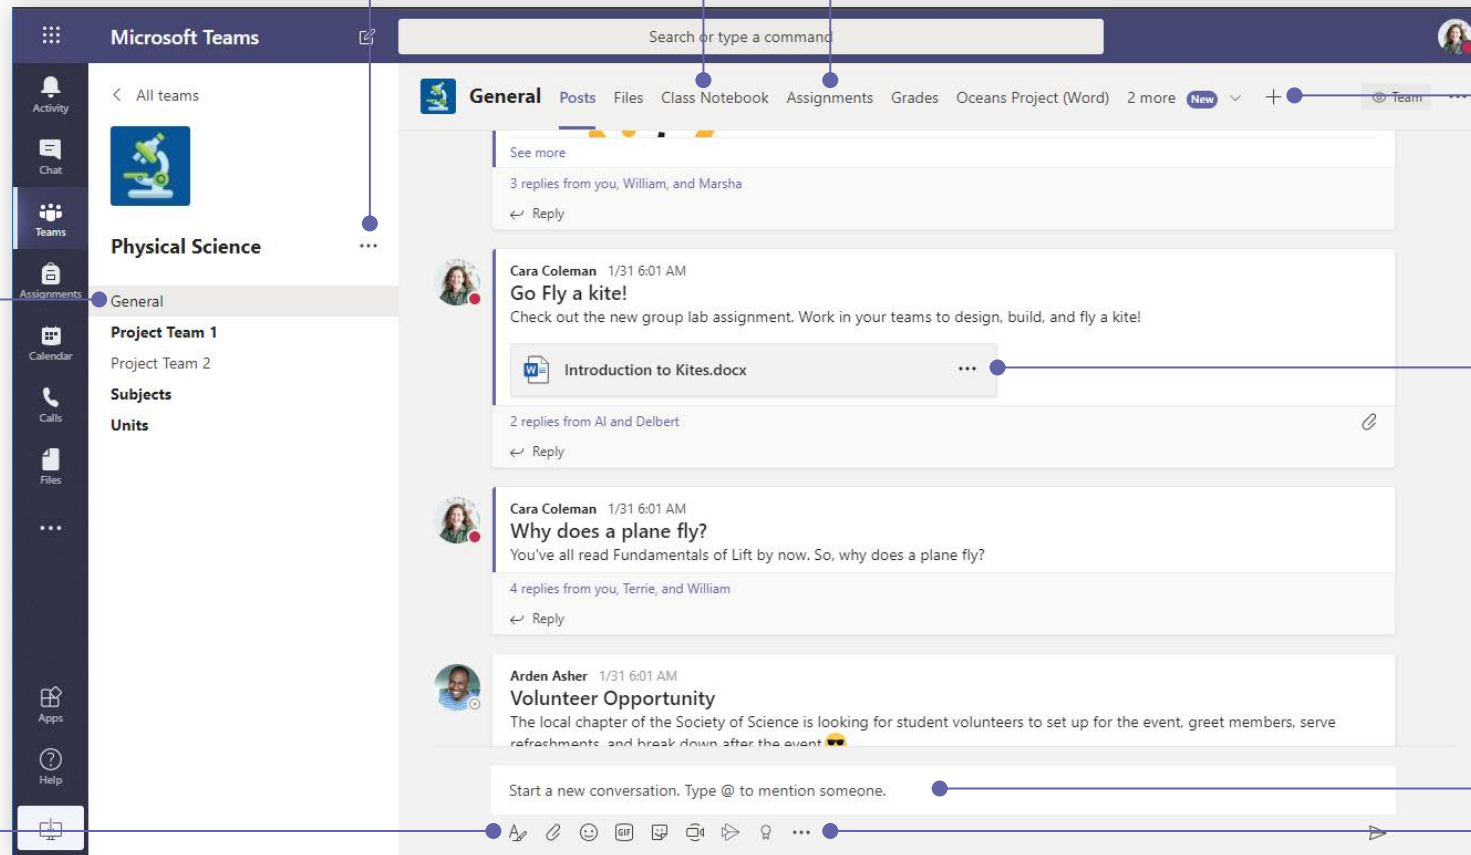 Microsoft Teams
Search or type a command
Activity
Chat
Teams
Assignments
Calendar
Calls
Files
Apps
Help
All teams
Physical Science
General
Project Team 1
Project Team 2
Subjects
Units
General Posts Files Class Notebook Assignments Grades Oceans Project (Word) 2 more New
Team
See more
3 replies from you, William, and Marsha
Reply
Cara Coleman 1/31 6:01 AM
Go Fly a kite!
Check out the new group lab assignment. Work in your teams to design, build, and fly a kite!
Introduction to Kites.docx
2 replies from Al and Delbert
Reply
Cara Coleman 1/31 6:01 AM
Why does a plane fly?
You've all read Fundamentals of Lift by now. So, why does a plane fly?
4 replies from you, Terrie, and William
Reply
Arden Asher 1/31 6:01 AM
Volunteer Opportunity
The local chapter of the Society of Science is looking for student volunteers to set up for the event, greet members, serve
refreshments, and break down after the event
Start a new conversation. Type @ to mention someone.
GIF